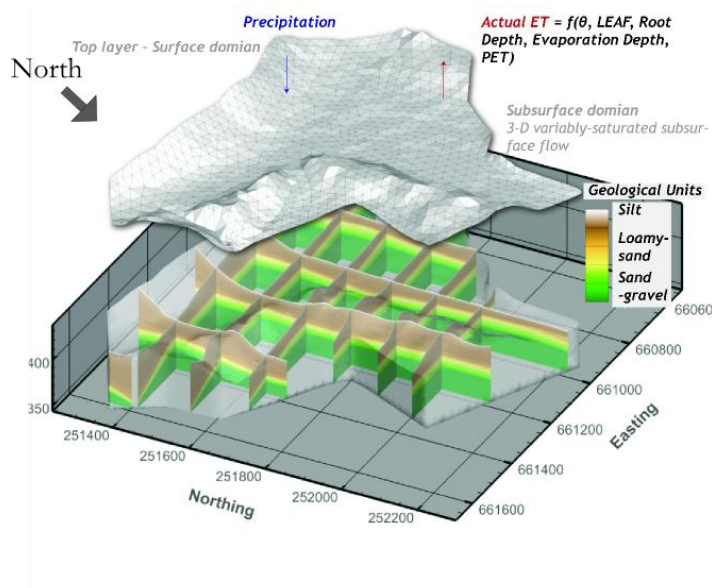 Precipitation
Actual ET = f(θ, LEAF, Root
Depth, Evaporation Depth,
PET)
Top layer - Surface domian
North
Subsurface domian
3-D variably-saturated subsur-
face flow
Geological Units
Silt
Loamy-
sand
Sand
-gravel
400
350
251400
251600
251800
252000
252200
Northing
66060
660800
661000
661200
661400
661600
Easting